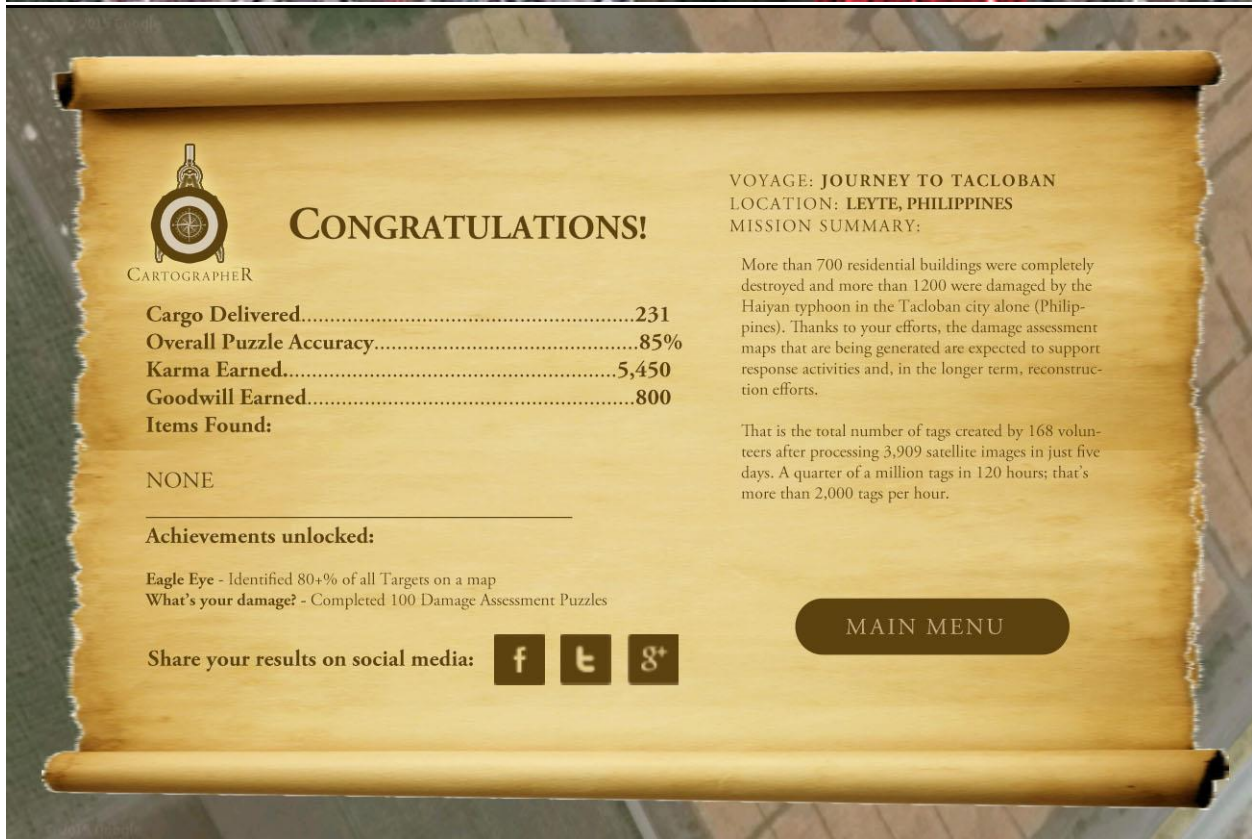 CARTOGRAPHER
CONGRATULATIONS!
Cargo Delivered................................................231
Overall Puzzle Accuracy..........................................85%
Karma Earned................................................5,450
Goodwill Earned...............................................800
Items Found:
NONE
Achievements unlocked:
Eagle Eye - Identified 80+% of all Targets on a map
What's your damage? - Completed 100 Damage Assessment Puzzles
Share your results on social media:
f t g+
VOYAGE: JOURNEY TO TACLOBAN
LOCATION: LEYTE, PHILIPPINES
MISSION SUMMARY:
More than 700 residential buildings were completely
destroyed and more than 1200 were damaged by the
Haiyan typhoon in the Tacloban city alone (Philip-
pines). Thanks to your efforts, the damage assessment
maps that are being generated are expected to support
response activities and, in the longer term, reconstruc-
tion efforts.
That is the total number of tags created by 168 volun-
teers after processing 3,909 satellite images in just five
days. A quarter of a million tags in 120 hours; that's
more than 2,000 tags per hour.
MAIN MENU